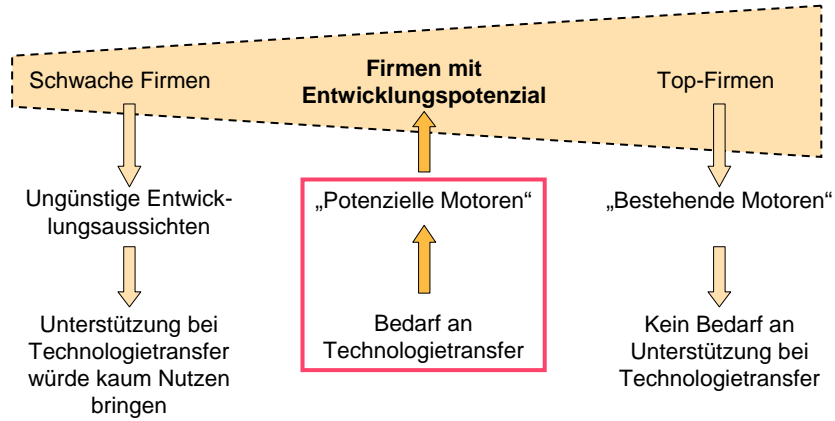 Schwache Firmen
Firmen mit
Entwicklungspotenzial
Top-Firmen
Ungünstige Entwick-
lungsaussichten
„Potenzielle Motoren“
„Bestehende Motoren“
Unterstützung bei
Technologietransfer
würde kaum Nutzen
bringen
Bedarf an
Technologietransfer
Kein Bedarf an
Unterstützung bei
Technologietransfer